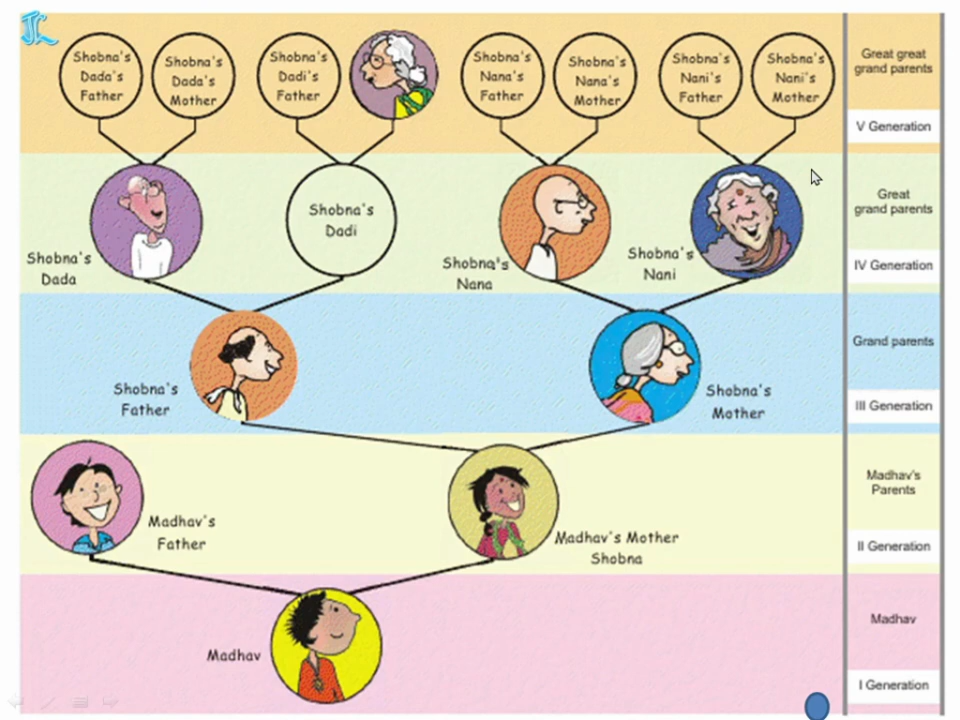 JL
Shobna's
Dada's
Father
Shobna's
Dada's
Mother
Shobna's
Dadi's
Father
Shobna's
Nana's
Father
Shobna's
Nana's
Mother
Shobna's
Nani's
Father
Shobna's
Nani's
Mother
Great great
grand parents
V Generation
Shobna's
Dada
Shobna's
Dadi
Shobna's
Nana
Shobna's
Nani
Great
grand parents
IV Generation
Shobna's
Father
Shobna's
Mother
Grand parents
III Generation
Madhav's
Father
Madhav's Mother
Shobna
Madhav's
Parents
II Generation
Madhav
Madhav
I Generation